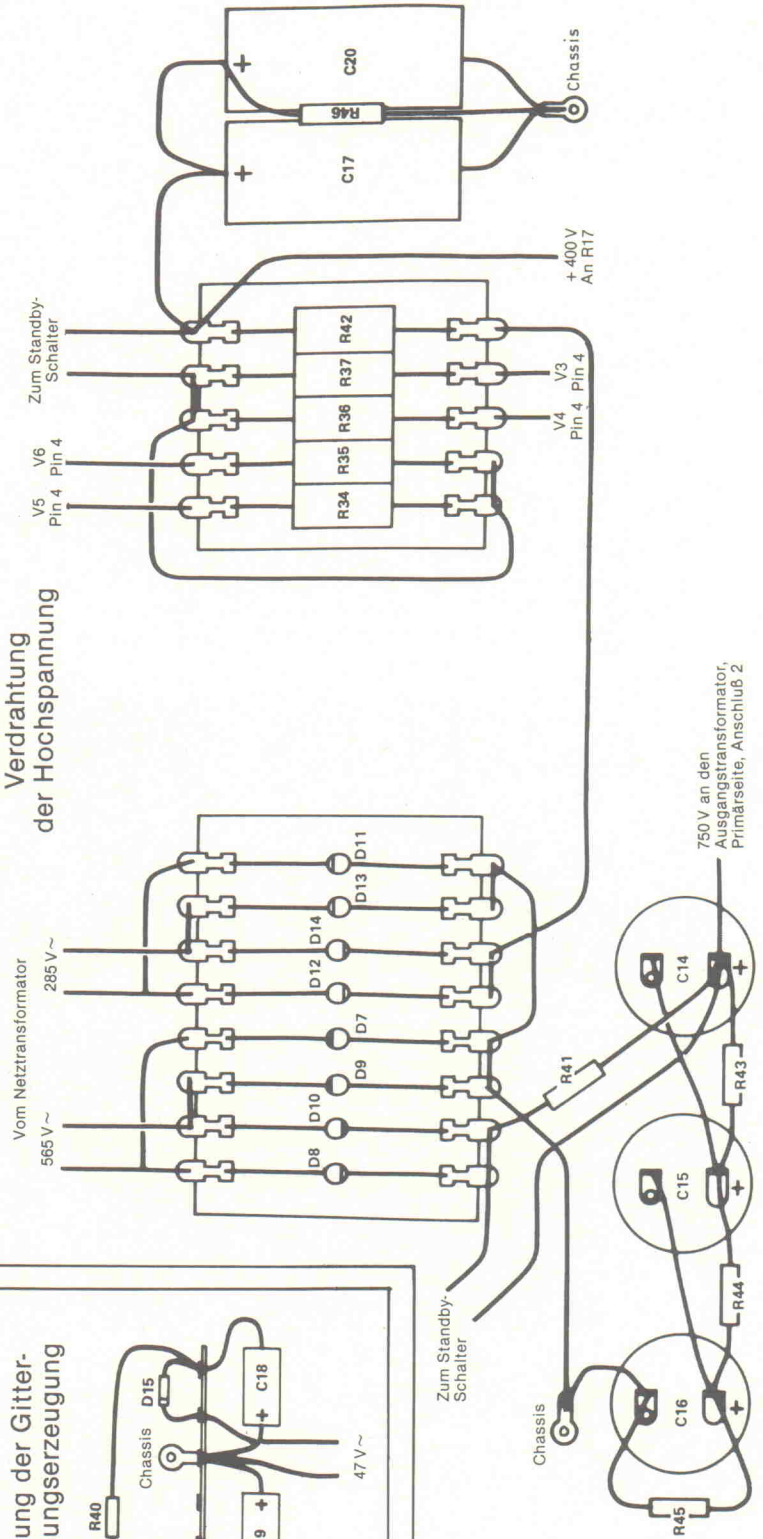 Verdrahtung
der Hochspannung
Vom Netztransformator
565 V ~
285 V ~
D8
D10
D9
D7
D12
D14
D13
D11
V5
Pin 4
V6
Pin 4
Zum Standby-
Schalter
R34
R35
R36
R37
R42
V4
Pin 4
V3
Pin 4
+ 400 V
An R17
+
C17
R46
+
C20
Chassis
ung der Gitter-
ungserzeugung
R40
D15
Chassis
9 +
+ C18
47 V ~
Zum Standby-
Schalter
Chassis
R41
R45
C16
+
R44
C15
+
R43
C14
+
750 V an den
Ausgangstransformator,
Primärseite, Anschluß 2